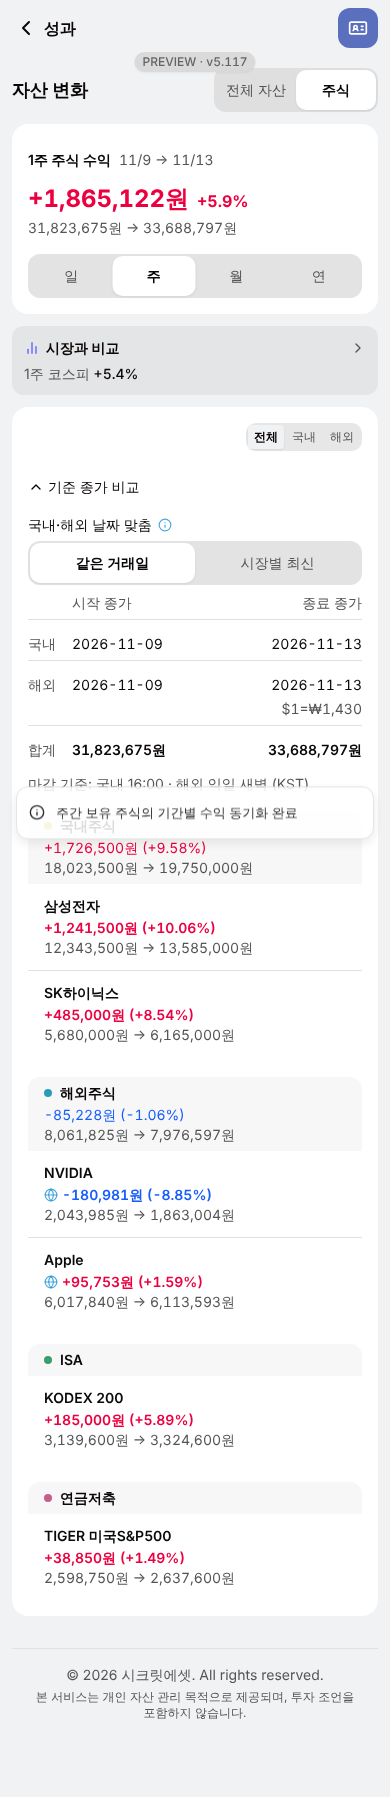 성과
PREVIEW · v5.117
자산 변화
전체 자산 주식
1주 주식 수익 11/9 → 11/13
+1,865,122원 +5.9%
31,823,675원 → 33,688,797원
일 주 월 연
시장과 비교
1주 코스피 +5.4%
전체 국내 해외
기준 종가 비교
국내·해외 날짜 맞춤
같은 거래일 시장별 최신
시작 종가 종료 종가
국내 2026-11-09 2026-11-13
해외 2026-11-09 2026-11-13
$1=₩1,430
합계 31,823,675원 33,688,797원
마감 기준: 국내 16:00 · 해외 익일 새벽 (KST)
주간 보유 주식의 기간별 수익 동기화 완료
국내주식
+1,726,500원 (+9.58%)
18,023,500원 → 19,750,000원
삼성전자
+1,241,500원 (+10.06%)
12,343,500원 → 13,585,000원
SK하이닉스
+485,000원 (+8.54%)
5,680,000원 → 6,165,000원
해외주식
-85,228원 (-1.06%)
8,061,825원 → 7,976,597원
NVIDIA
-180,981원 (-8.85%)
2,043,985원 → 1,863,004원
Apple
+95,753원 (+1.59%)
6,017,840원 → 6,113,593원
ISA
KODEX 200
+185,000원 (+5.89%)
3,139,600원 → 3,324,600원
연금저축
TIGER 미국S&P500
+38,850원 (+1.49%)
2,598,750원 → 2,637,600원
© 2026 시크릿에셋. All rights reserved.
본 서비스는 개인 자산 관리 목적으로 제공되며, 투자 조언을
포함하지 않습니다.